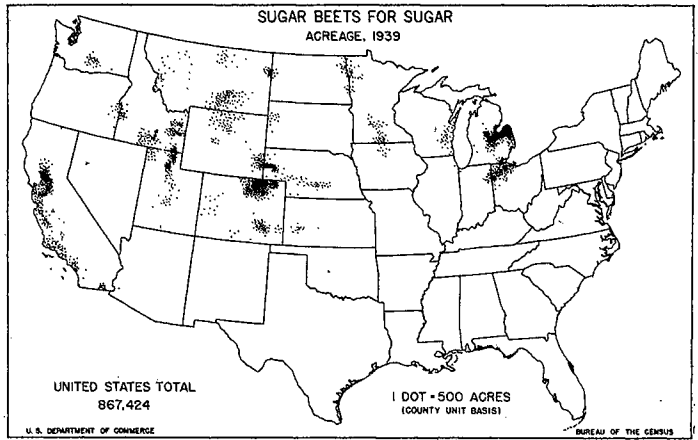 SUGAR BEETS FOR SUGAR
ACREAGE, 1939
UNITED STATES TOTAL
867,424
1 DOT = 500 ACRES
(COUNTY UNIT BASIS)
U. S. DEPARTMENT OF COMMERCE
BUREAU OF THE CENSUS